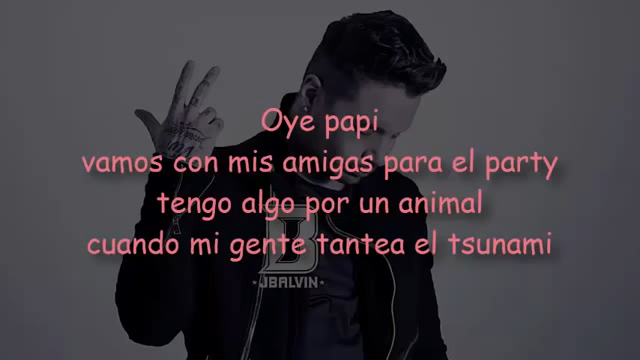 Oye papi
vamos con mis amigas para el party
tengo algo por un animal
cuando mi gente tantea el tsunami
B
·JBALVIN·